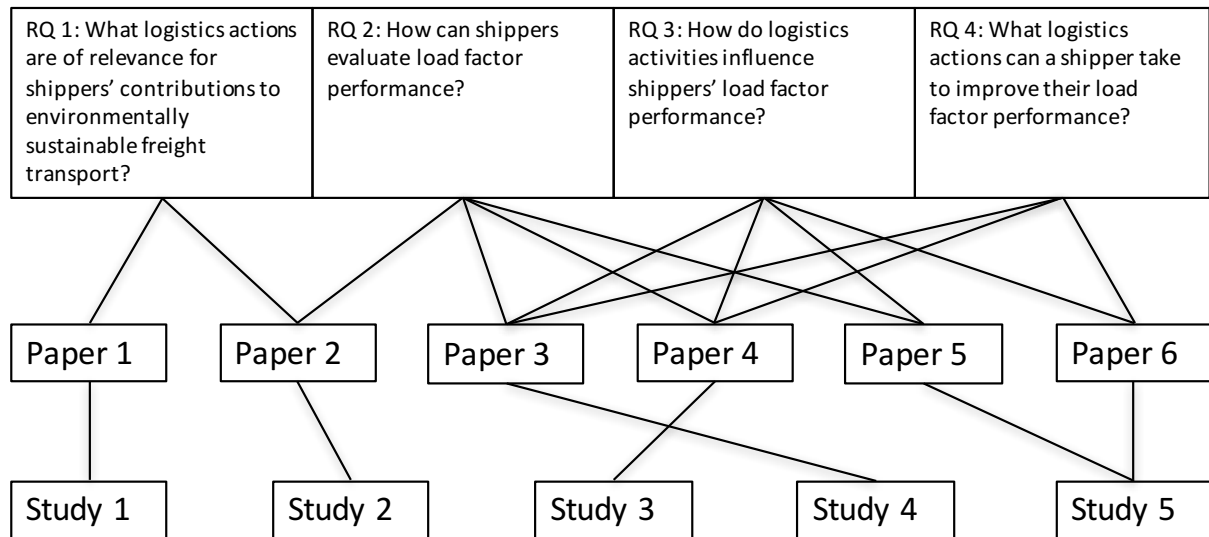 RQ 1: What logistics actions
are of relevance for
shippers’ contributions to
environmentally
sustainable freight
transport?
RQ 2: How can shippers
evaluate load factor
performance?
RQ 3: How do logistics
activities influence
shippers’ load factor
performance?
RQ 4: What logistics
actions can a shipper take
to improve their load
factor performance?
Paper 1
Paper 2
Paper 3
Paper 4
Paper 5
Paper 6
Study 1
Study 2
Study 3
Study 4
Study 5